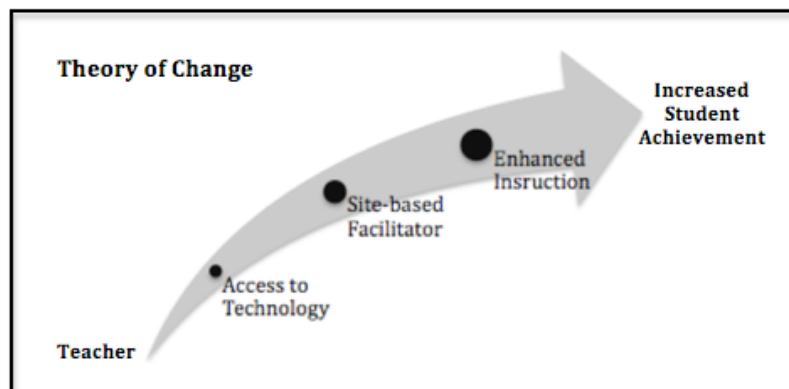 Theory of Change
Increased
Student
Achievement
Enhanced
Insruction
Site-based
Facilitator
Access to
Technology
Teacher